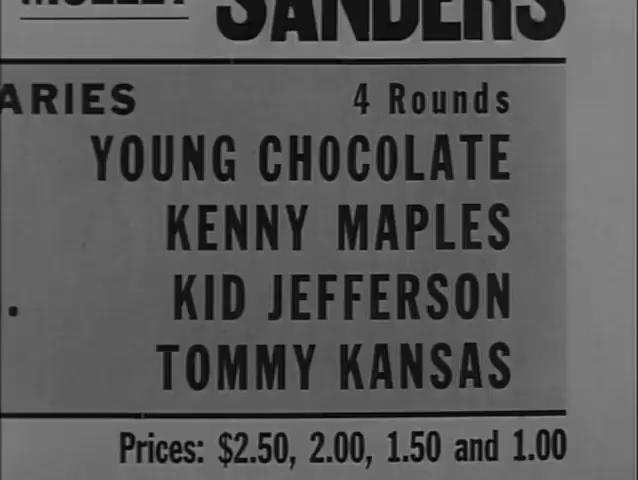 SANDERS
ARIES 4 Rounds
YOUNG CHOCOLATE
KENNY MAPLES
KID JEFFERSON
TOMMY KANSAS
Prices: $2.50, 2.00, 1.50 and 1.00